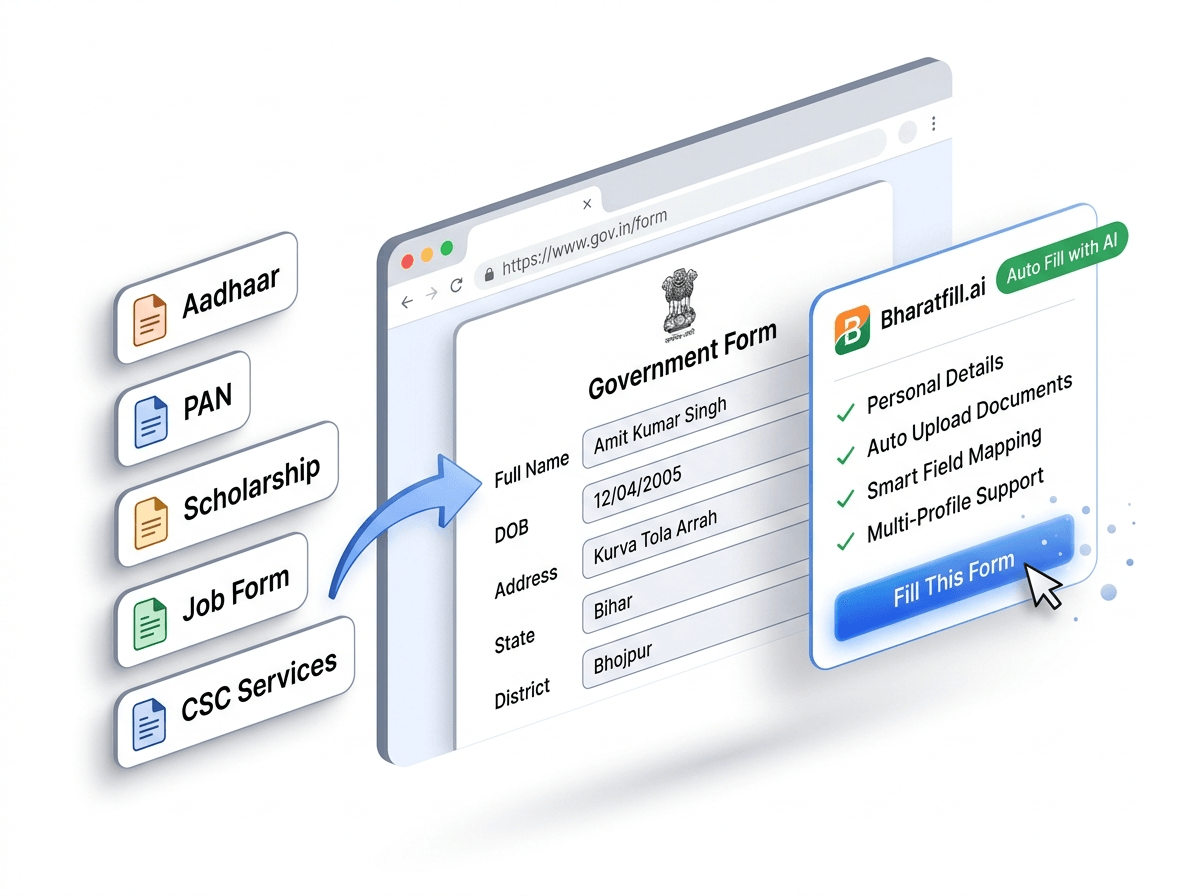 Aadhaar
PAN
Scholarship
Job Form
CSC Services
https://www.gov.in/form
Government Form
Full Name
Amit Kumar Singh
DOB
12/04/2005
Address
Kurva Tola Arrah
State
Bihar
District
Bhojpur
Bharatfill.ai
Auto Fill with AI
Personal Details
Auto Upload Documents
Smart Field Mapping
Multi-Profile Support
Fill This Form